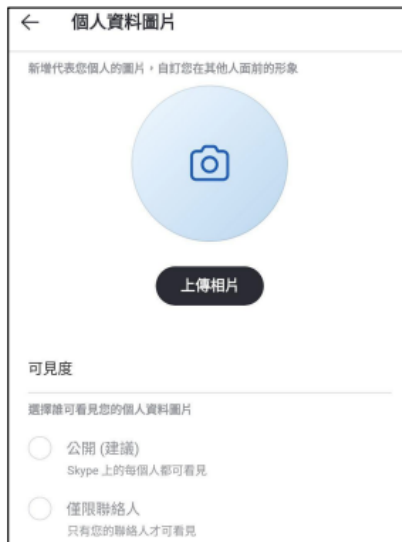 個人資料圖片
新增代表您個人的圖片，自訂您在其他人面前的形象
上傳相片
可見度
選擇誰可看見您的個人資料圖片
公開 (建議)
Skype 上的每個人都可看見
僅限聯絡人
只有您的聯絡人才可看見